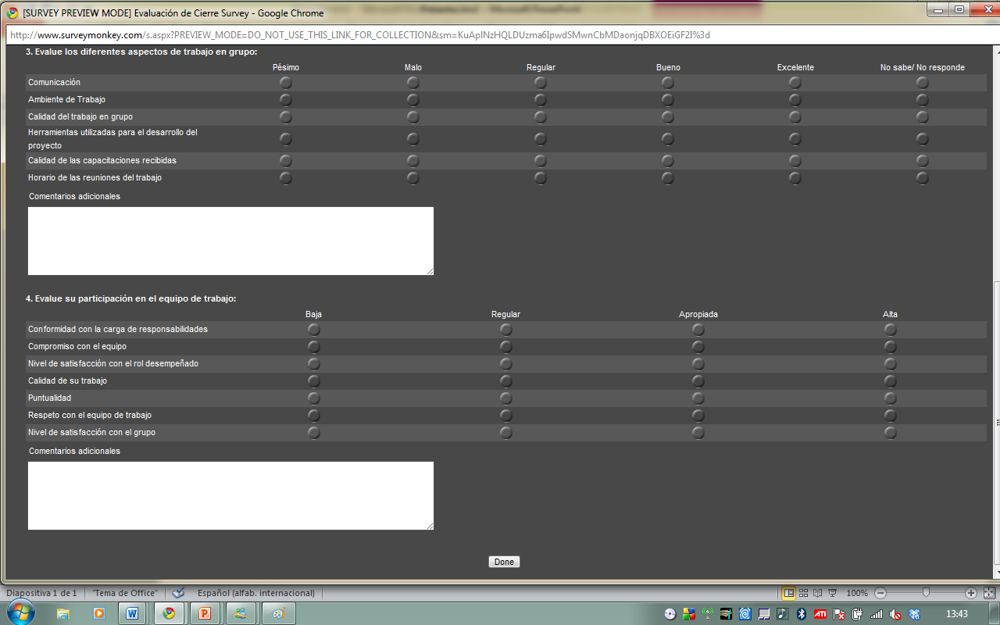 [SURVEY PREVIEW MODE] Evaluación de Cierre Survey - Google Chrome
http://www.surveymonkey.com/s.aspx?PREVIEW_MODE=DO_NOT_USE_THIS_LINK_FOR_COLLECTION&sm=KuAplNzHQLDUzma6IpwdSMwnCbMDaonjqDBXOEiGF2I%3d
3. Evalue los diferentes aspectos de trabajo en grupo:
Pésimo Malo Regular Bueno Excelente No sabe/ No responde
Comunicación
Ambiente de Trabajo
Calidad del trabajo en grupo
Herramientas utilizadas para el desarrollo del
proyecto
Calidad de las capacitaciones recibidas
Horario de las reuniones del trabajo
Comentarios adicionales
4. Evalue su participación en el equipo de trabajo:
Baja Regular Apropiada Alta
Conformidad con la carga de responsabilidades
Compromiso con el equipo
Nivel de satisfacción con el rol desempeñado
Calidad de su trabajo
Puntualidad
Respeto con el equipo de trabajo
Nivel de satisfacción con el grupo
Comentarios adicionales
Done
Diapositiva 1 de 1 "Tema de Office" Español (alfab. internacional) 100%
ATI 13:43